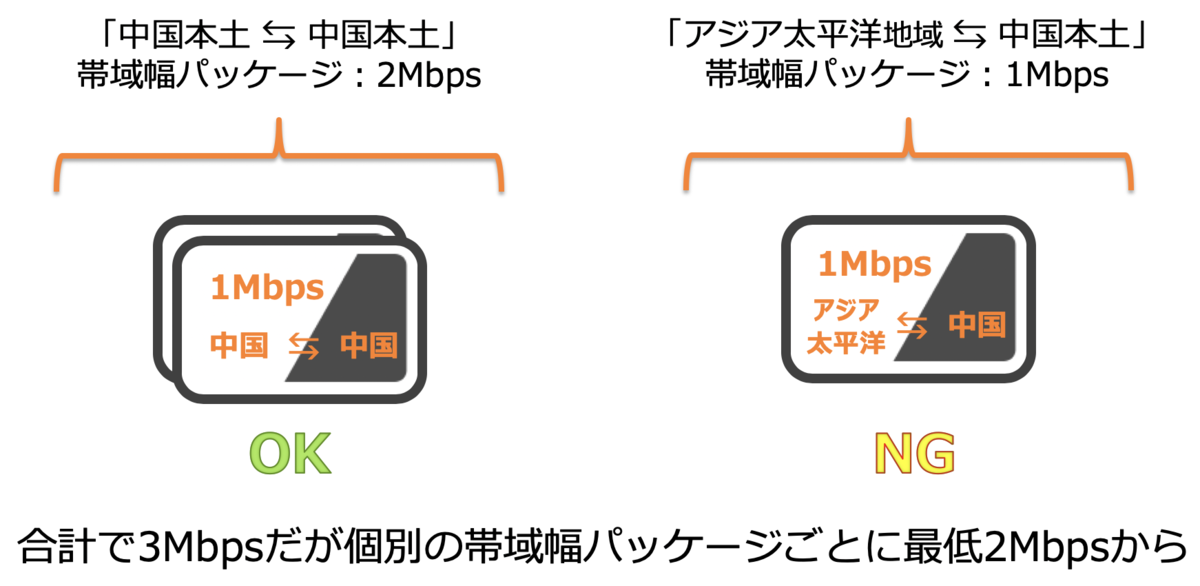 「中国本土 ⇆ 中国本土」
帯域幅パッケージ：2Mbps
「アジア太平洋地域 ⇆ 中国本土」
帯域幅パッケージ：1Mbps
1Mbps
中国 ⇆ 中国
OK
1Mbps
アジア
太平洋 ⇆ 中国
NG
合計で3Mbpsだが個別の帯域幅パッケージごとに最低2Mbpsから